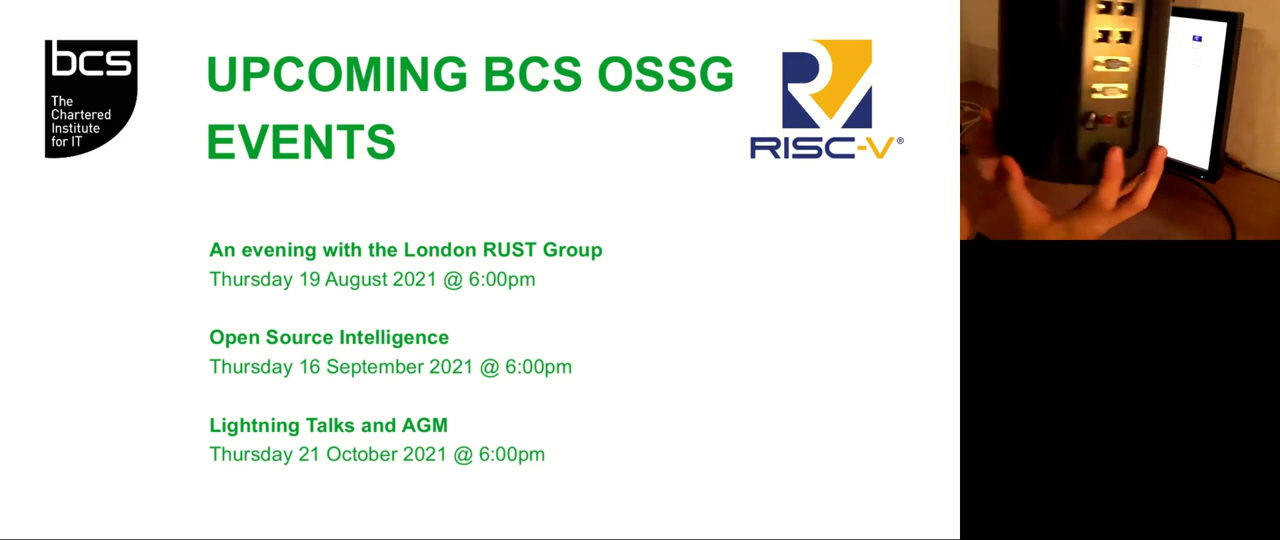 bcs
The
Chartered
Institute
for IT
UPCOMING BCS OSSG
EVENTS
RISC-V®
An evening with the London RUST Group
Thursday 19 August 2021 @ 6:00pm
Open Source Intelligence
Thursday 16 September 2021 @ 6:00pm
Lightning Talks and AGM
Thursday 21 October 2021 @ 6:00pm